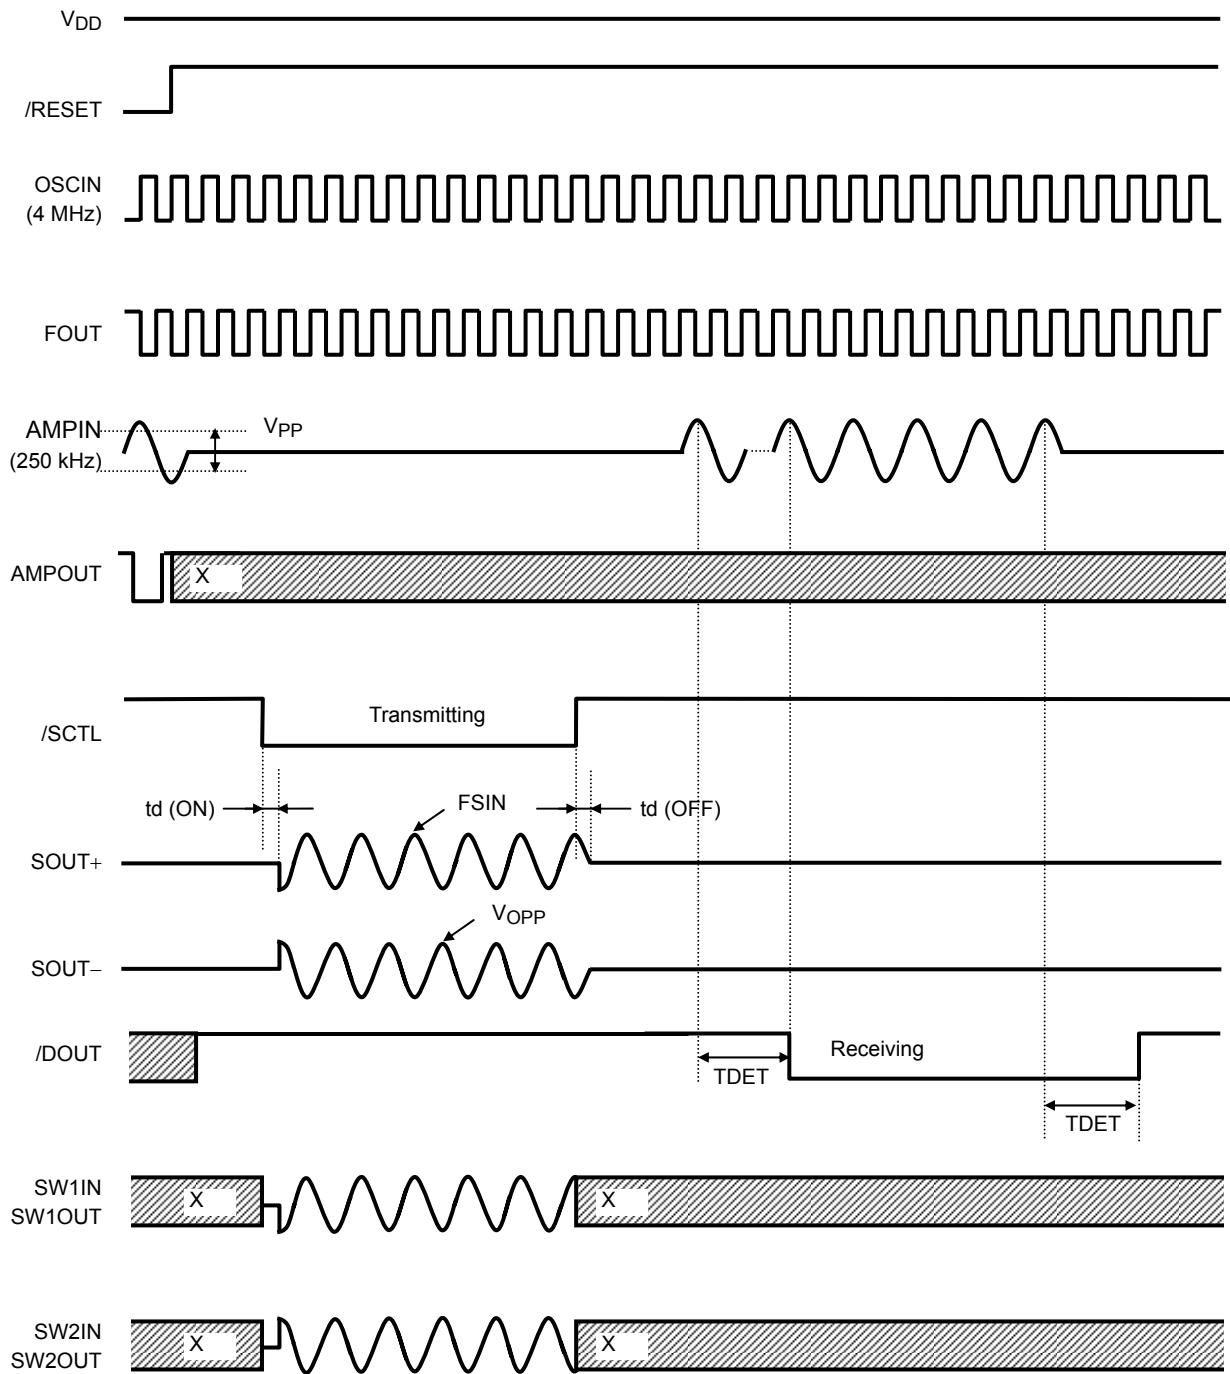 VDD
/RESET
OSCIN
(4 MHz)
FOUT
AMPIN
(250 kHz)
VPP
AMPOUT
X
/SCTL
Transmitting
td (ON)
FSIN
td (OFF)
SOUT+
VOPP
SOUT−
/DOUT
Receiving
TDET
TDET
SW1IN
SW1OUT
X
X
SW2IN
SW2OUT
X
X